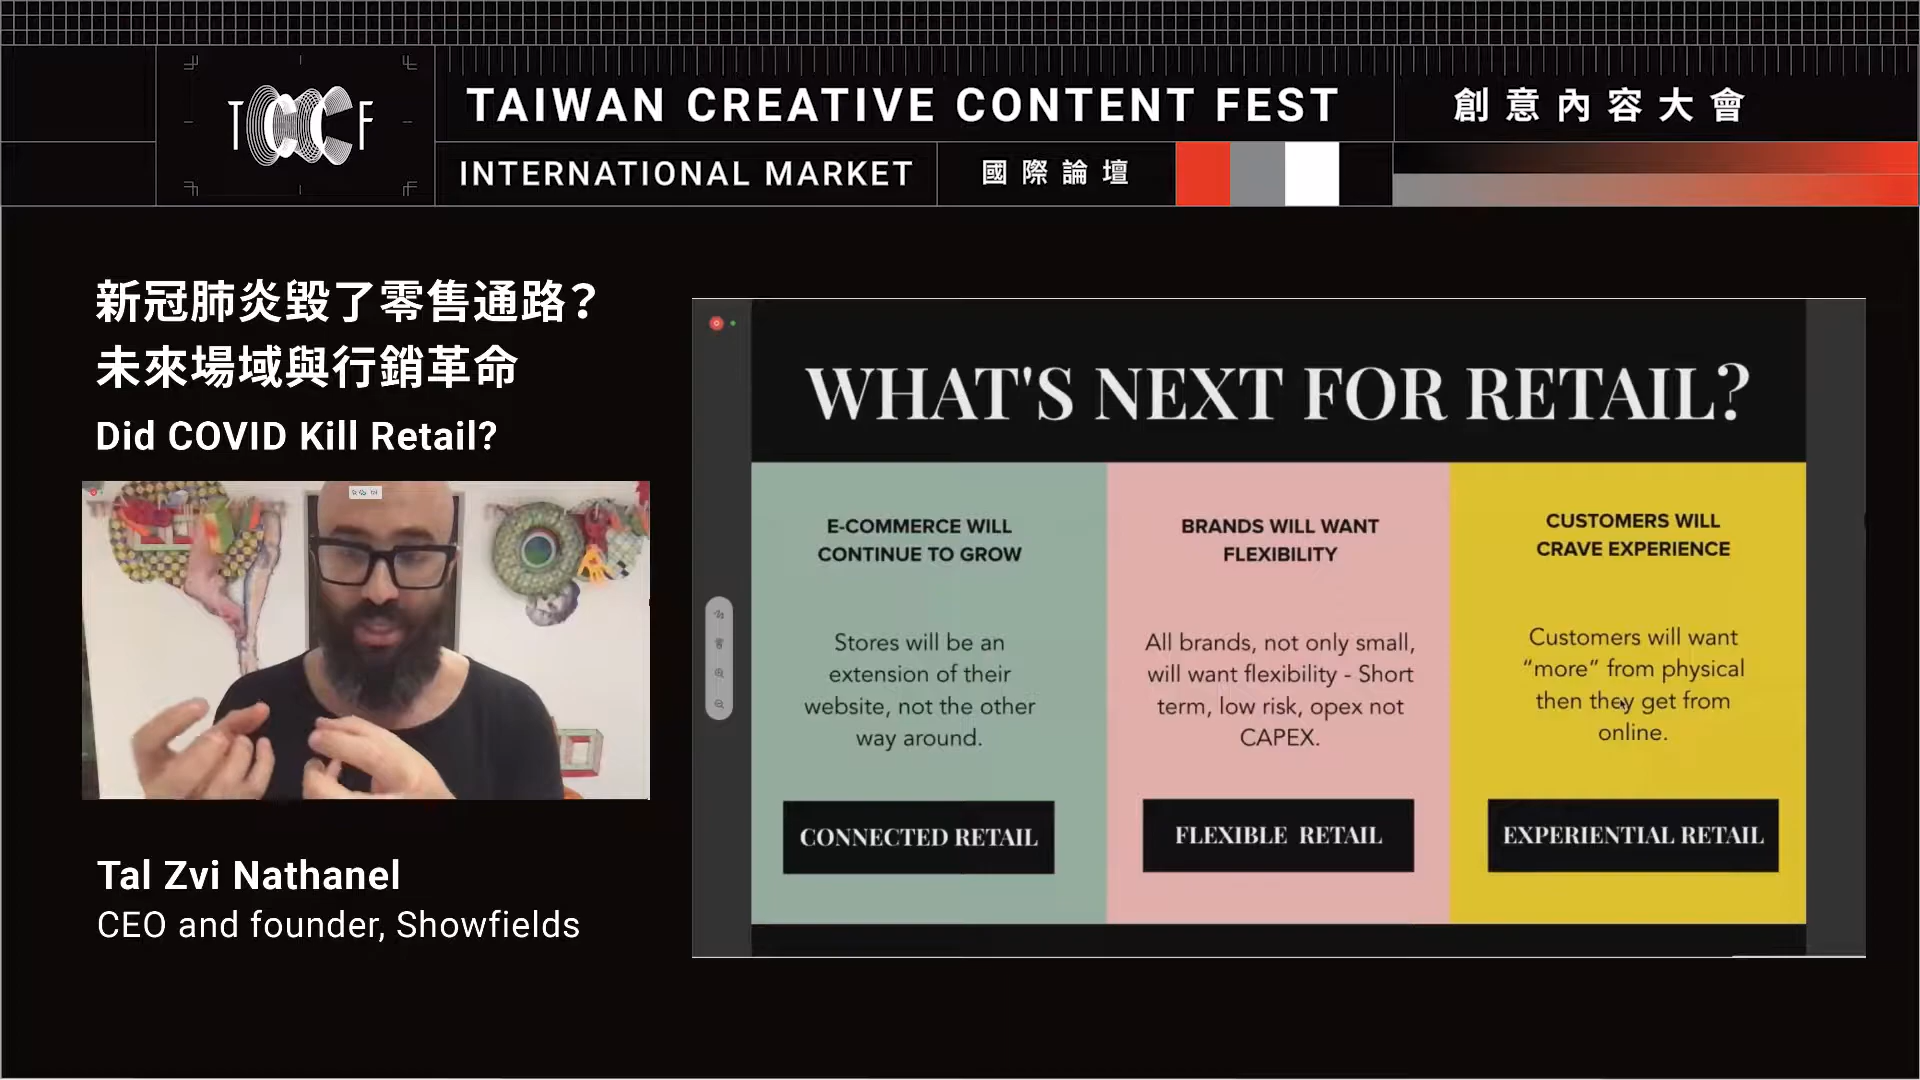 TCCF
TAIWAN CREATIVE CONTENT FEST
創意內容大會
INTERNATIONAL MARKET
國際論壇
新冠肺炎毀了零售通路？
未來場域與行銷革命
Did COVID Kill Retail?
Tal Zvi Nathanel
CEO and founder, Showfields
WHAT'S NEXT FOR RETAIL?
E-COMMERCE WILL
CONTINUE TO GROW
Stores will be an
extension of their
website, not the other
way around.
CONNECTED RETAIL
BRANDS WILL WANT
FLEXIBILITY
All brands, not only small,
will want flexibility - Short
term, low risk, opex not
CAPEX.
FLEXIBLE RETAIL
CUSTOMERS WILL
CRAVE EXPERIENCE
Customers will want
“more” from physical
then they get from
online.
EXPERIENTIAL RETAIL